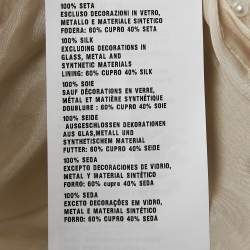 100% SETA
ESCLUSO DECORAZIONI IN VETRO,
METALLO E MATERIALE SINTETICO
FODERA: 60% CUPRO 40% SETA
100% SILK
EXCLUDING DECORATIONS IN
GLASS, METAL AND
SYNTHETIC MATERIALS
LINING: 60% CUPRO 40% SILK
100% SOIE
SAUF DÉCORATIONS EN VERRE,
MÉTAL ET MATIÈRE SYNTHÉTIQUE
DOUBLURE : 60% CUPRO 40% SOIE
100% SEIDE
AUSGESCHLOSSEN DEKORATIONEN
AUS GLAS,METALL UND
SYNTHETISCHEM MATERIAL
FUTTER: 60% CUPRO 40% SEIDE
100% SEDA
EXCEPTO DECORACIONES DE VIDRIO,
METAL Y MATERIAL SINTÉTICO
FORRO: 60% cupro 40% SEDA
100% SEDA
EXCETO DECORAÇÕES EM VIDRO,
METAL E MATERIAL SINTÉTICO
FORRO: 60% CUPRO 40% SEDA